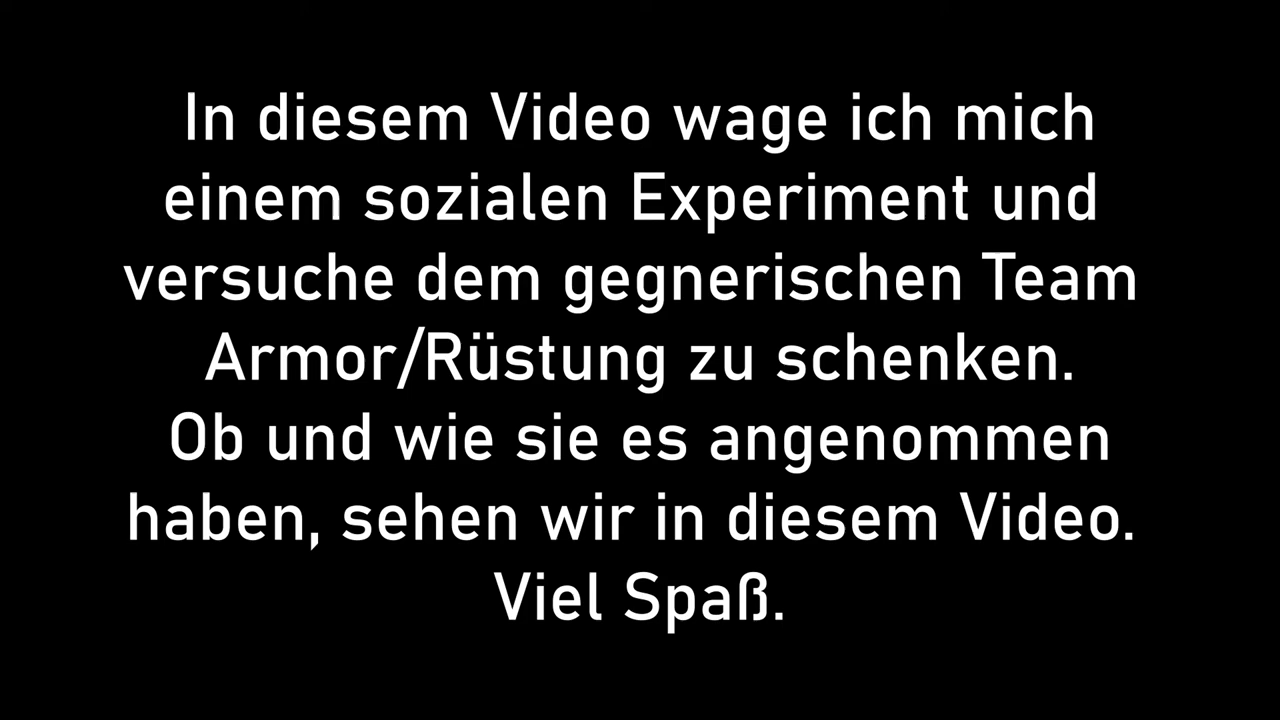 In diesem Video wage ich mich
einem sozialen Experiment und
versuche dem gegnerischen Team
Armor/Rüstung zu schenken.
Ob und wie sie es angenommen
haben, sehen wir in diesem Video.
Viel Spaß.